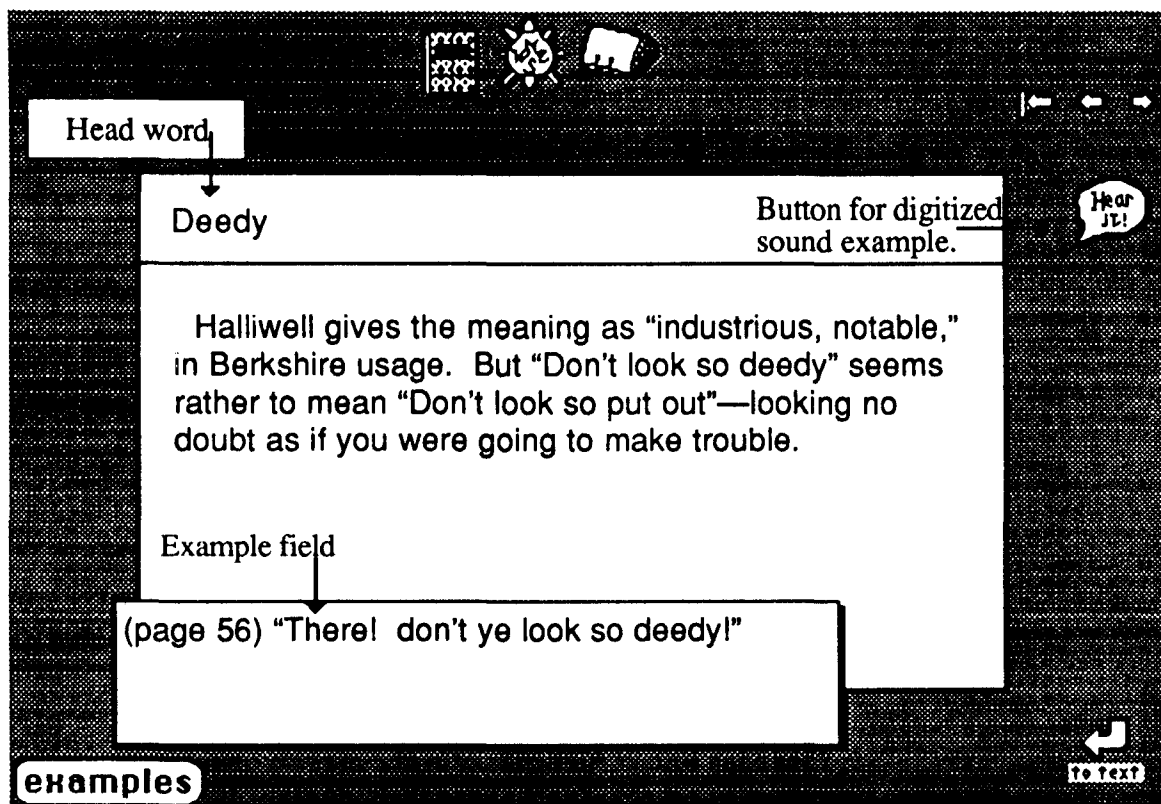 Head word
Deedy
Button for digitized
sound example.
Hear
It!
Halliwell gives the meaning as “industrious, notable,”
in Berkshire usage.  But “Don't look so deedy” seems
rather to mean “Don't look so put out”—looking no
doubt as if you were going to make trouble.
Example field
(page 56) “There!  don't ye look so deedy!”
examples
to text